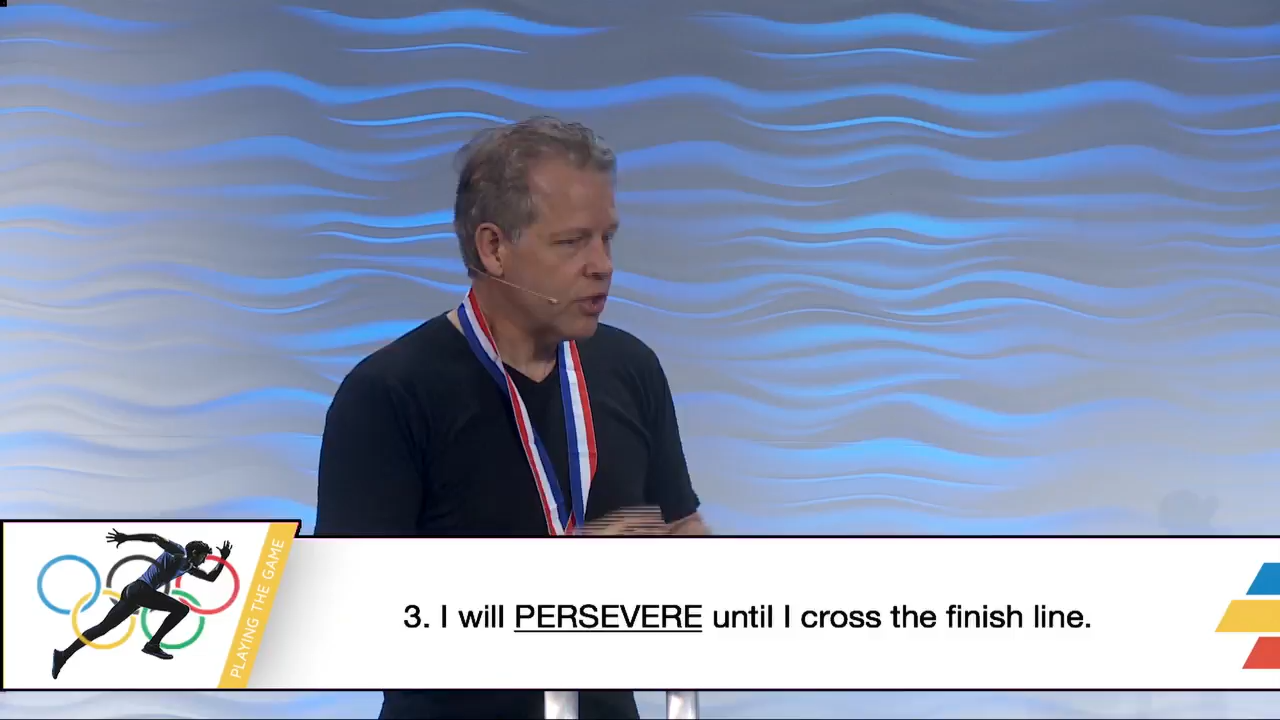 PLAYING THE GAME
3. I will PERSEVERE until I cross the finish line.